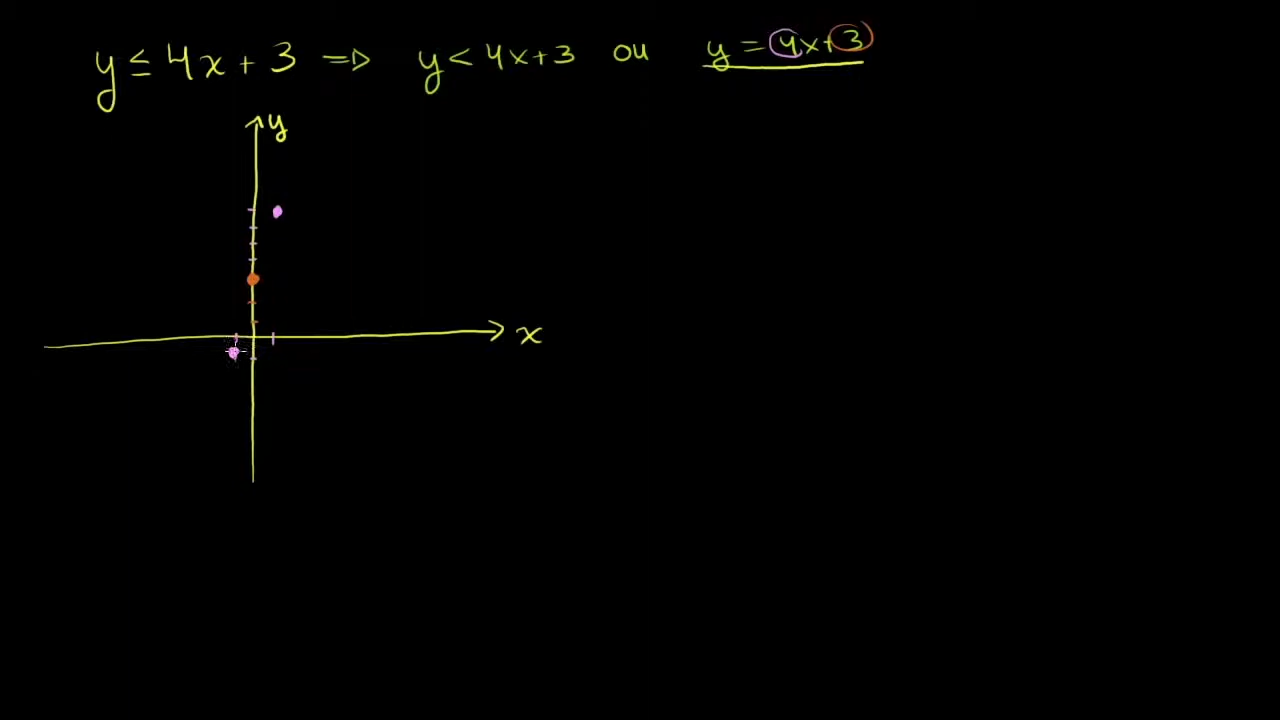 y ≤ 4x + 3 ⇒ y < 4x+3 ou y = 4x+3
y
x